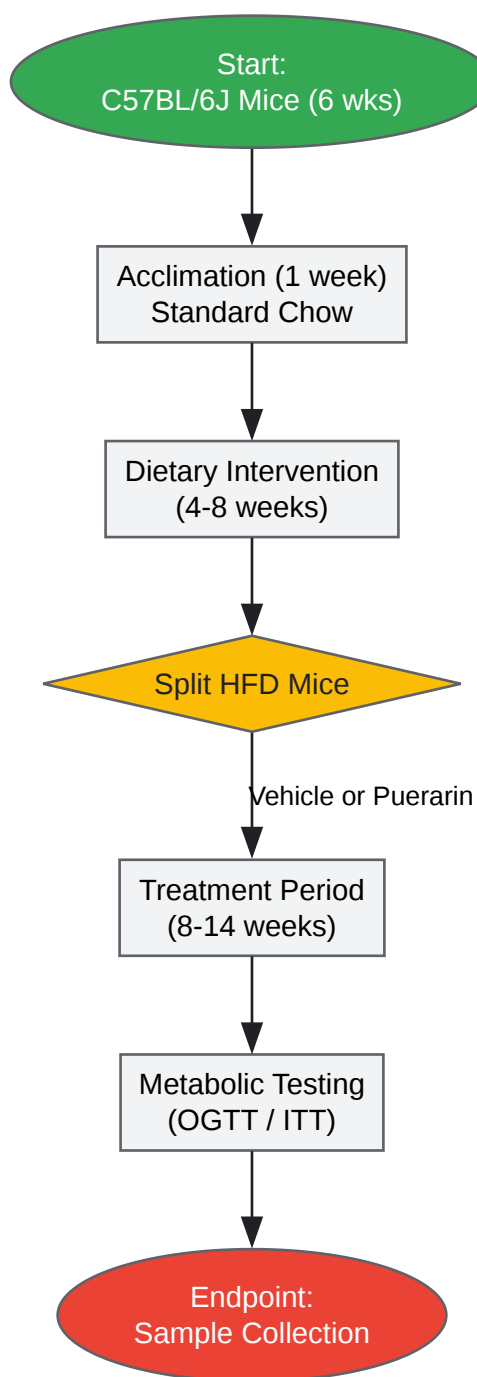 Start:
C57BL/6J Mice (6 wks)
Acclimation (1 week)
Standard Chow
Dietary Intervention
(4-8 weeks)
Split HFD Mice
Vehicle or Puerarin
Treatment Period
(8-14 weeks)
Metabolic Testing
(OGTT / ITT)
Endpoint:
Sample Collection